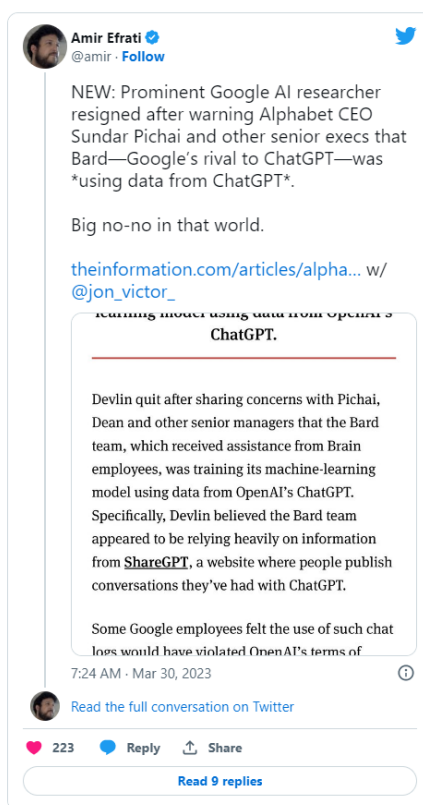 Amir Efrati
@amir · Follow
NEW: Prominent Google AI researcher
resigned after warning Alphabet CEO
Sundar Pichai and other senior execs that
Bard—Google's rival to ChatGPT—was
*using data from ChatGPT*.
Big no-no in that world.
theinformation.com/articles/alpha... w/
@jon_victor_
learning model using data from OpenAI's
ChatGPT.
Devlin quit after sharing concerns with Pichai,
Dean and other senior managers that the Bard
team, which received assistance from Brain
employees, was training its machine-learning
model using data from OpenAI's ChatGPT.
Specifically, Devlin believed the Bard team
appeared to be relying heavily on information
from ShareGPT, a website where people publish
conversations they've had with ChatGPT.
Some Google employees felt the use of such chat
logs would have violated OpenAI's terms of
7:24 AM · Mar 30, 2023
Read the full conversation on Twitter
223 Reply Share
Read 9 replies